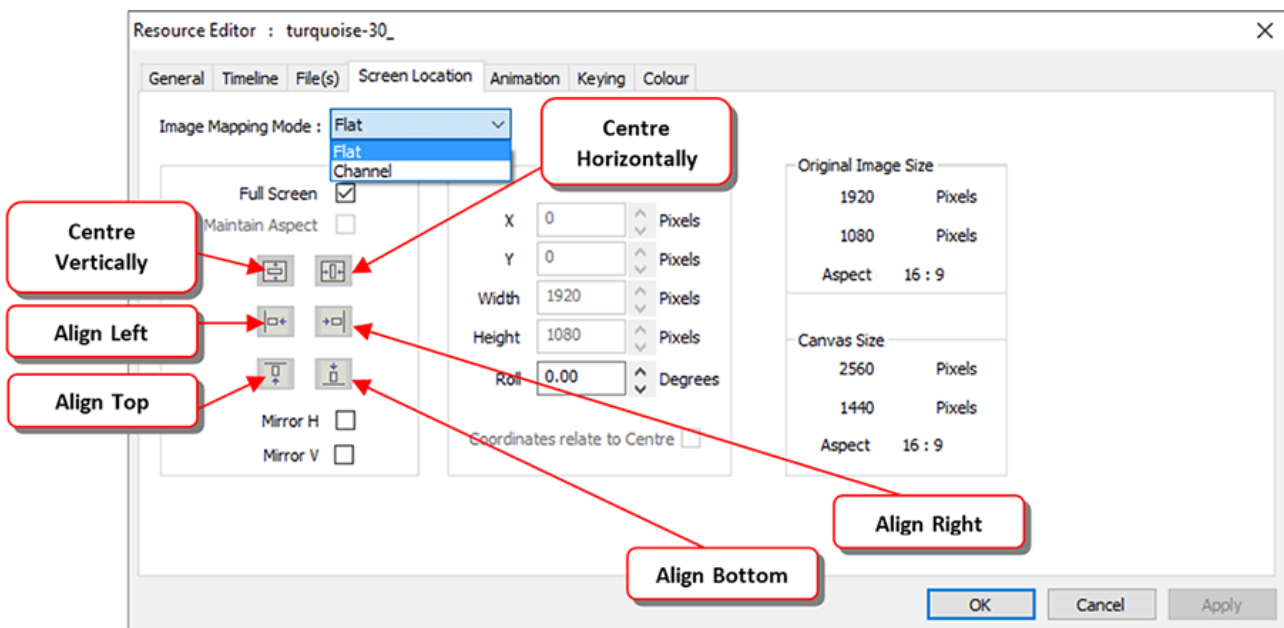 Resource Editor : turquoise-30_
General Timeline File(s) Screen Location Animation Keying Colour
Image Mapping Mode : Flat
Flat
Channel
Centre
Horizontally
Full Screen
Maintain Aspect
Centre
Vertically
Align Left
Align Top
Mirror H
Mirror V
X 0 Pixels
Y 0 Pixels
Width 1920 Pixels
Height 1080 Pixels
Roll 0.00 Degrees
Coordinates relate to Centre
Original Image Size
1920 Pixels
1080 Pixels
Aspect 16 : 9
Canvas Size
2560 Pixels
1440 Pixels
Aspect 16 : 9
Align Right
Align Bottom
OK Cancel Apply